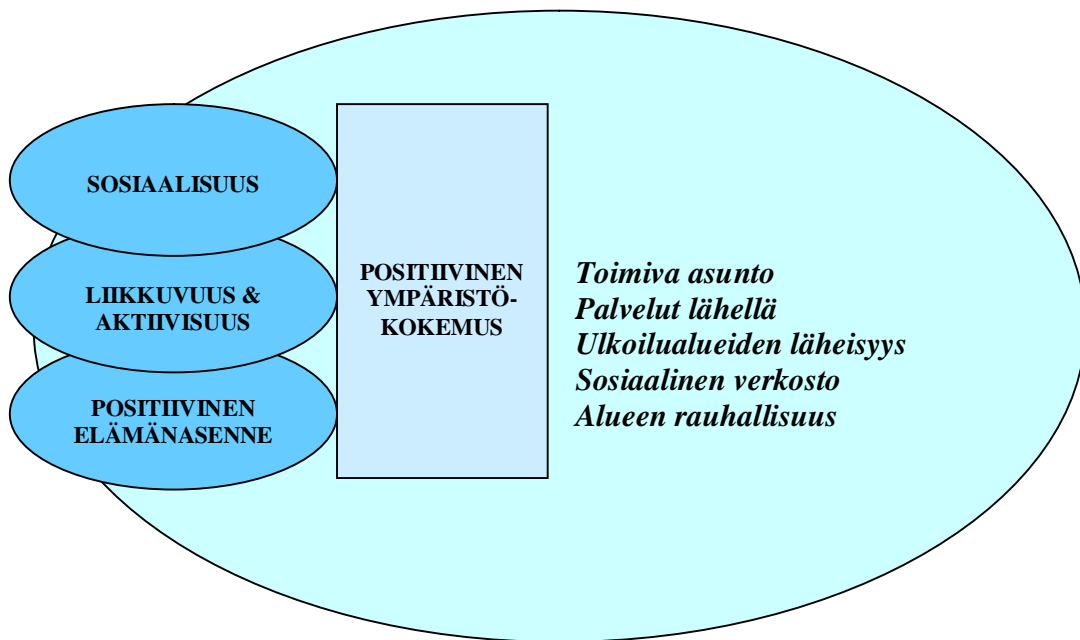 SOSIAALISUUS
LIIKKUVUUS &
AKTIIVISUUS
POSITIIVINEN
ELÄMÄNASENNE
POSITIIVINEN
YMPÄRISTÖ-
KOKEMUS
Toimiva asunto
Palvelut lähellä
Ulkoilualueiden läheisyys
Sosiaalinen verkosto
Alueen rauhallisuus